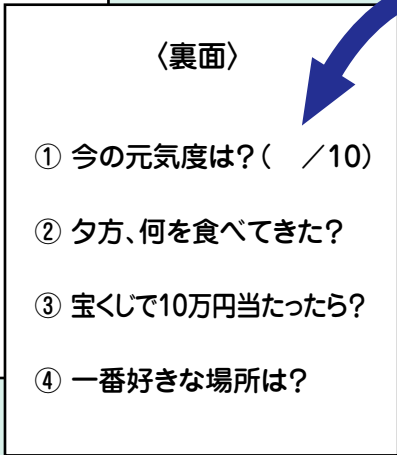 〈裏面〉
① 今の元気度は?(　／10)
② 夕方、何を食べてきた?
③ 宝くじで10万円当たったら?
④ 一番好きな場所は?